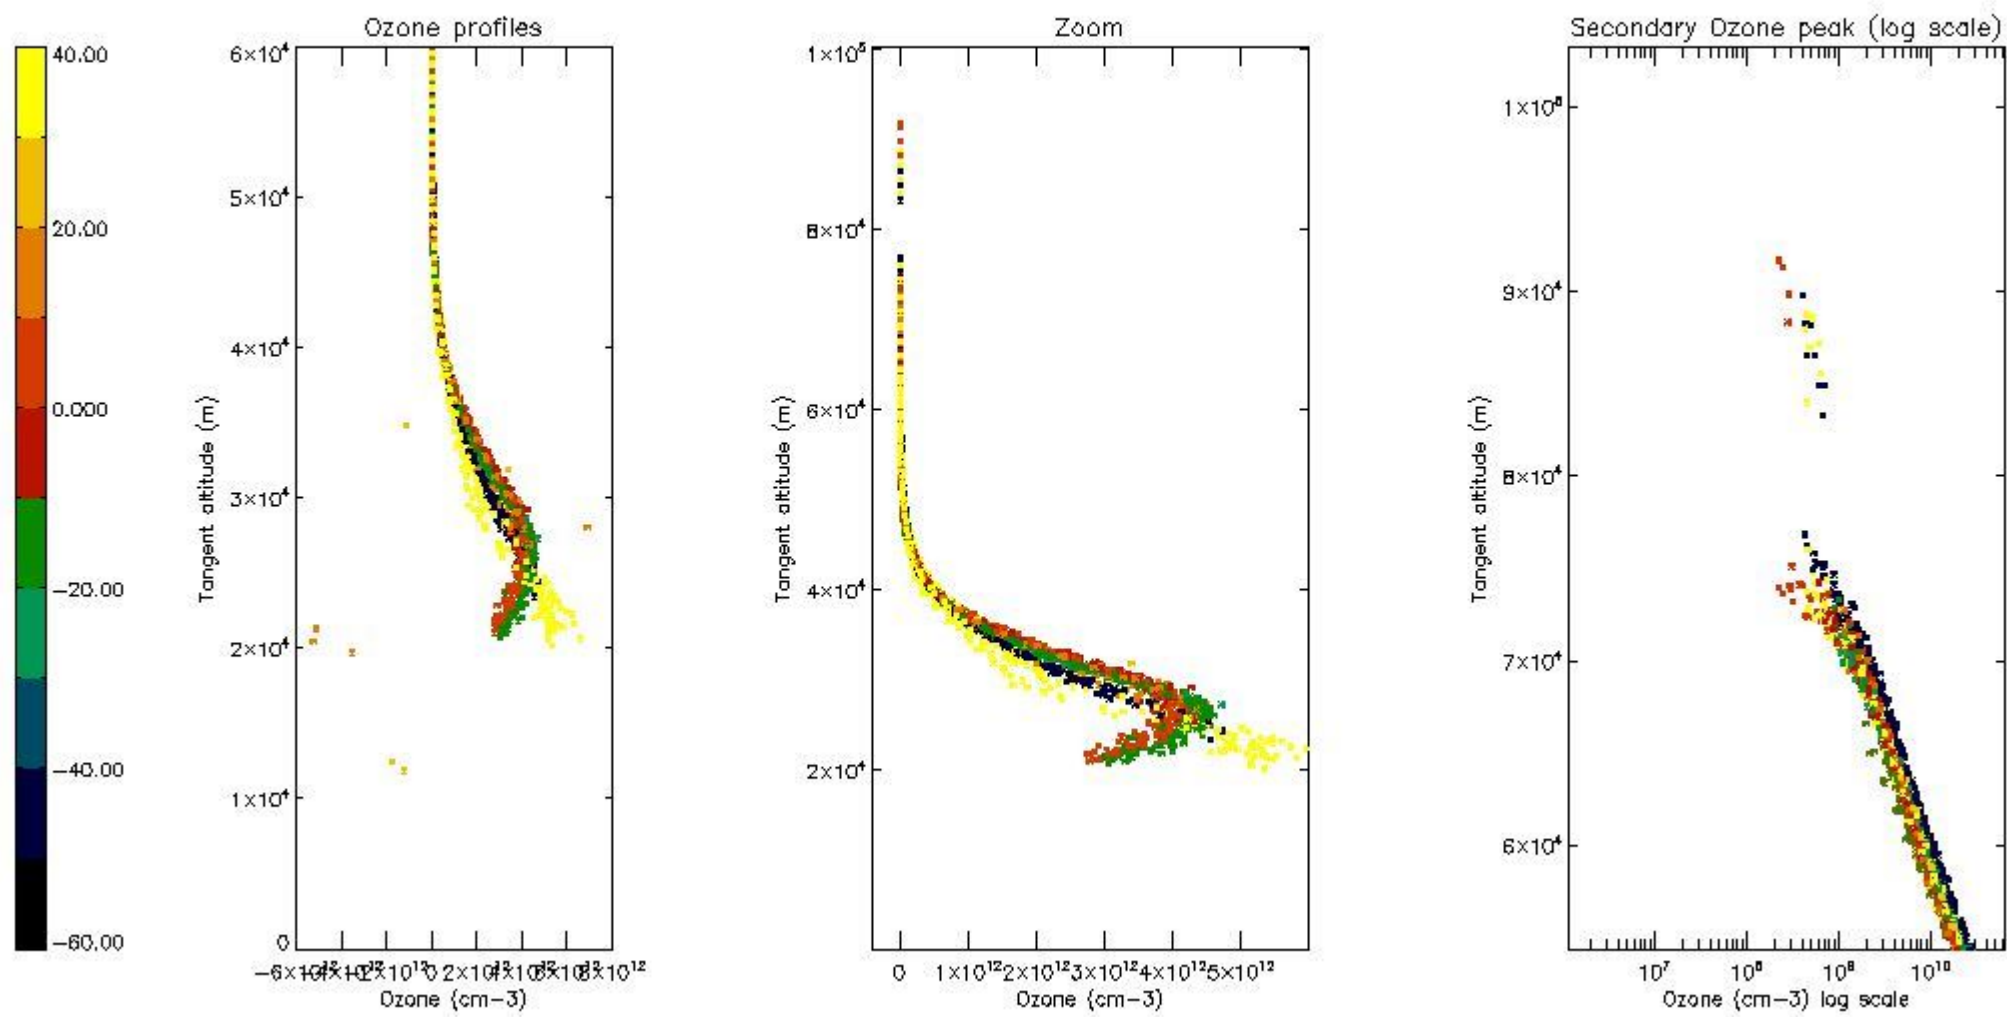 Ozone profiles
Zoom
Secondary Ozone peak (log scale)
40.00
20.00
0.000
−20.00
−40.00
−60.00
6×10⁴
5×10⁴
4×10⁴
3×10⁴
2×10⁴
1×10⁴
0
Tangent altitude (m)
0 8×10¹²
Ozone (cm−3)
1×10⁵
8×10⁴
6×10⁴
4×10⁴
2×10⁴
Tangent altitude (m)
0 1×10¹² 2×10¹² 3×10¹² 4×10¹² 5×10¹²
Ozone (cm−3)
9×10⁴
8×10⁴
7×10⁴
6×10⁴
Tangent altitude (m)
10⁷ 10⁸ 10⁹ 10¹⁰
Ozone (cm−3) log scale